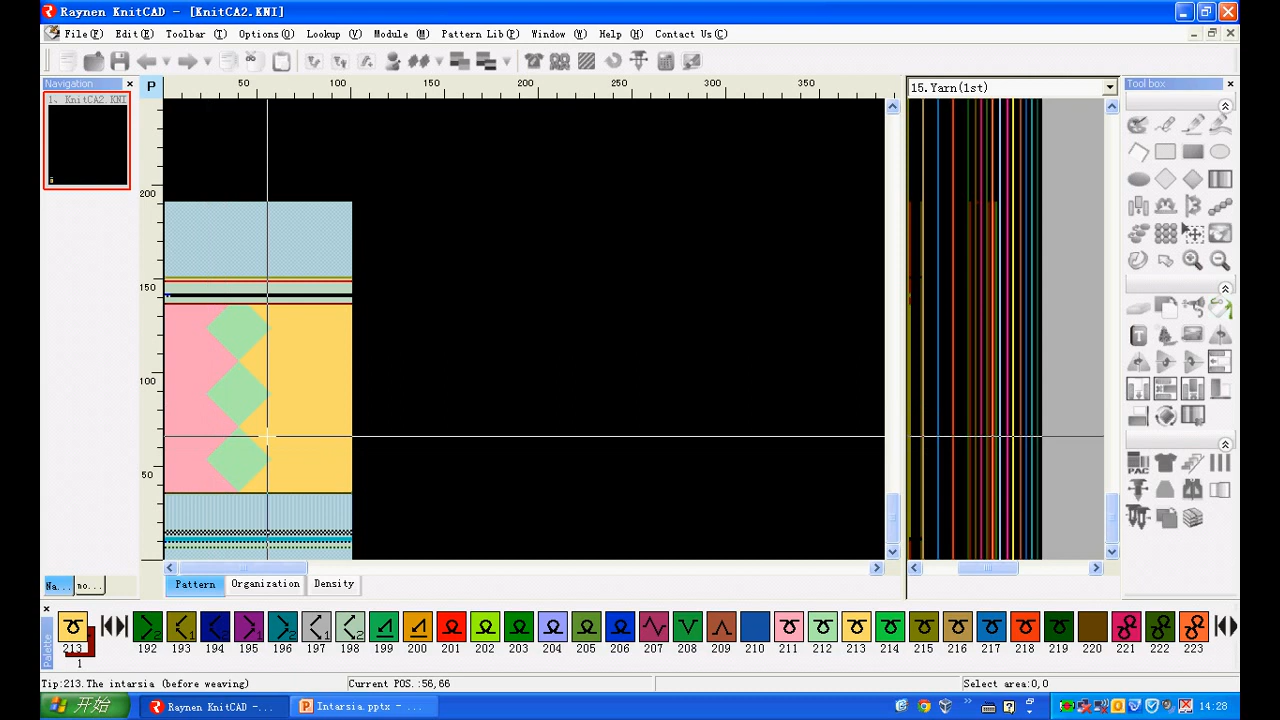 Raynen KnitCAD - [KnitCA2.KNI]
File(F) Edit(E) Toolbar (T) Options(O) Lookup (V) Module (M) Pattern Lib(P) Window (W) Help (H) Contact Us(C)
Navigation
1、KnitCA2.KNI
P
50 100 150 200 250 300 350
15.Yarn(1st)
Tool box
200
150
100
50
PAC
Na... mo...
Pattern Organization Density
Palette
213 192 193 194 195 196 197 198 199 200 201 202 203 204 205 206 207 208 209 210 211 212 213 214 215 216 217 218 219 220 221 222 223
1
Tip:213.The intarsia (before weaving) Current POS.:56,66 Select area:0,0
开始 Raynen KnitCAD -... Intarsia.pptx - ... 14:28